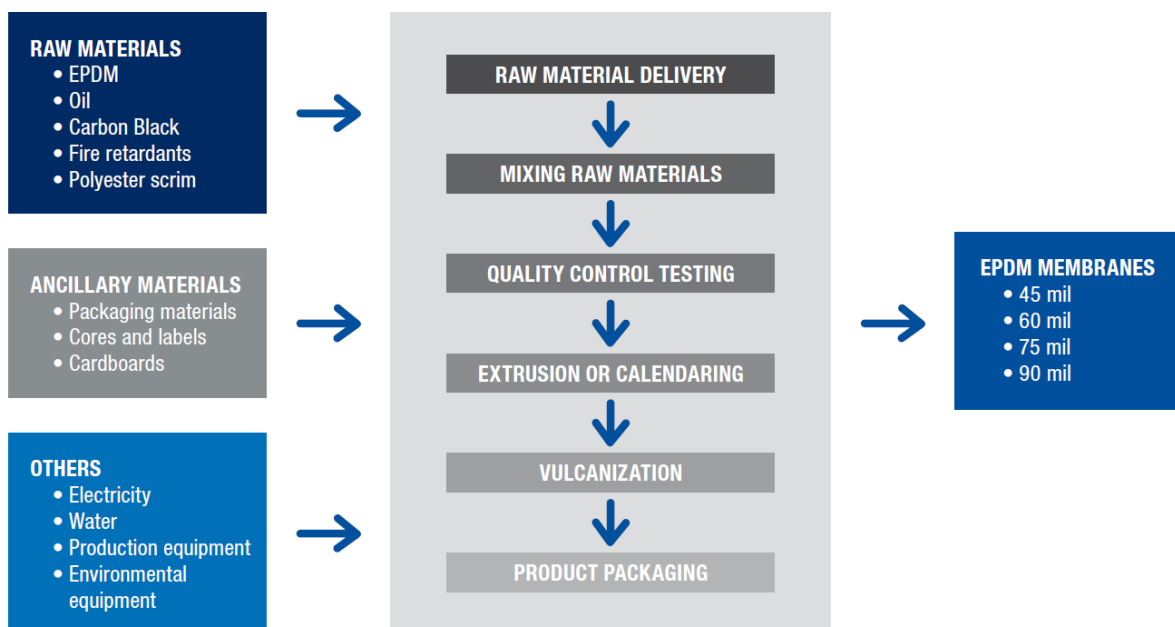 RAW MATERIALS
• EPDM
• Oil
• Carbon Black
• Fire retardants
• Polyester scrim
ANCILLARY MATERIALS
• Packaging materials
• Cores and labels
• Cardboards
OTHERS
• Electricity
• Water
• Production equipment
• Environmental
equipment
RAW MATERIAL DELIVERY
MIXING RAW MATERIALS
QUALITY CONTROL TESTING
EXTRUSION OR CALENDARING
VULCANIZATION
PRODUCT PACKAGING
EPDM MEMBRANES
• 45 mil
• 60 mil
• 75 mil
• 90 mil